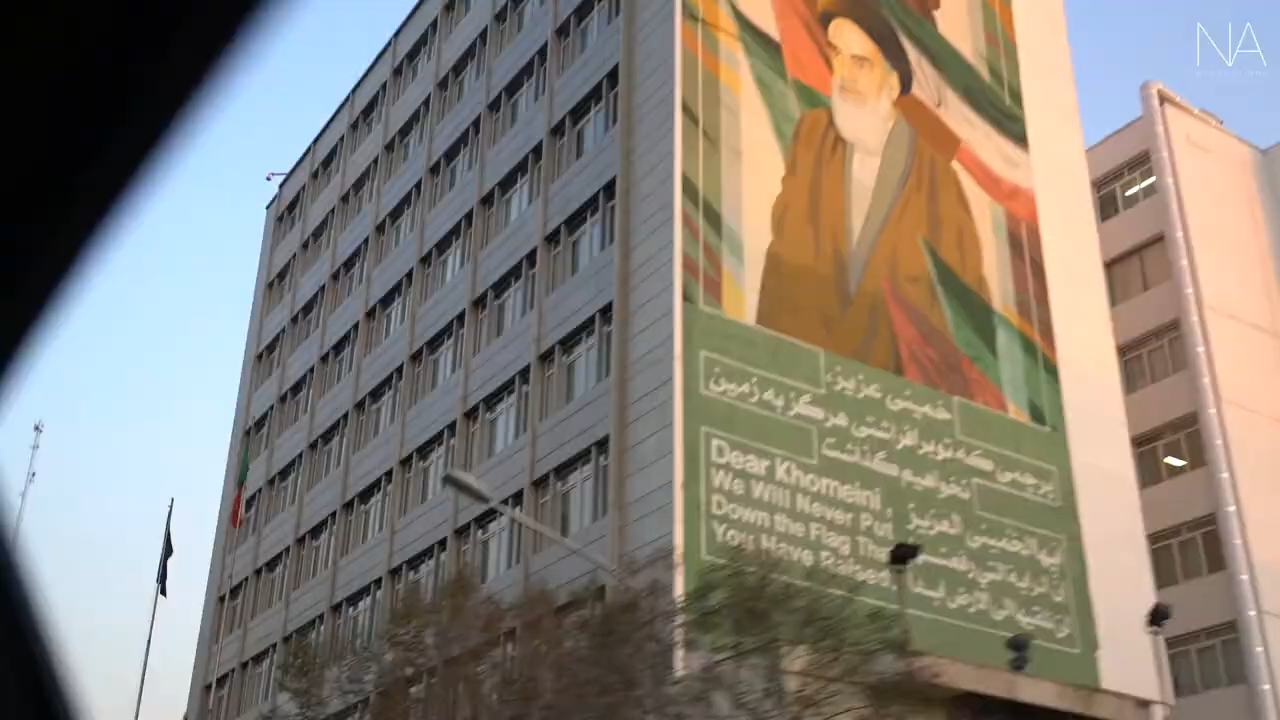 NA
خمینی عزیز،
پرچمی که تو برافراشتی هرگز به زمین
نخواهیم گذاشت
Dear Khomeini,
We Will Never Put
Down the Flag
You Have Raised
ایها الخمینی العزیز